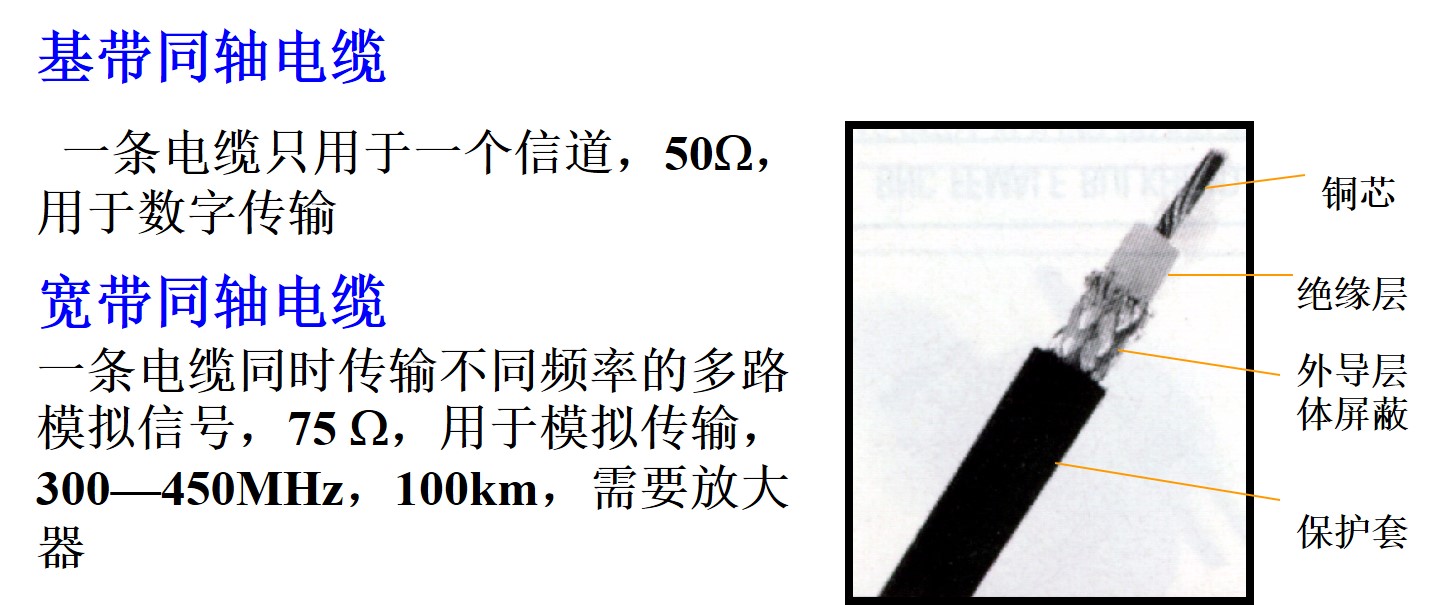 基带同轴电缆
一条电缆只用于一个信道，50Ω，
用于数字传输
宽带同轴电缆
一条电缆同时传输不同频率的多路
模拟信号，75 Ω，用于模拟传输，
300—450MHz，100km，需要放大
器
铜芯
绝缘层
外导层
体屏蔽
保护套